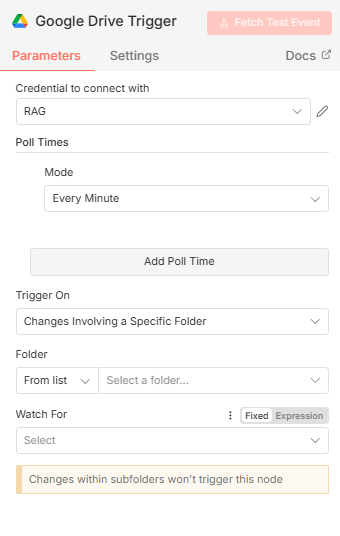 Google Drive Trigger
Fetch Test Event
Parameters
Settings
Docs
Credential to connect with
RAG
Poll Times
Mode
Every Minute
Add Poll Time
Trigger On
Changes Involving a Specific Folder
Folder
From list
Select a folder...
Watch For
Fixed
Expression
Select
Changes within subfolders won't trigger this node